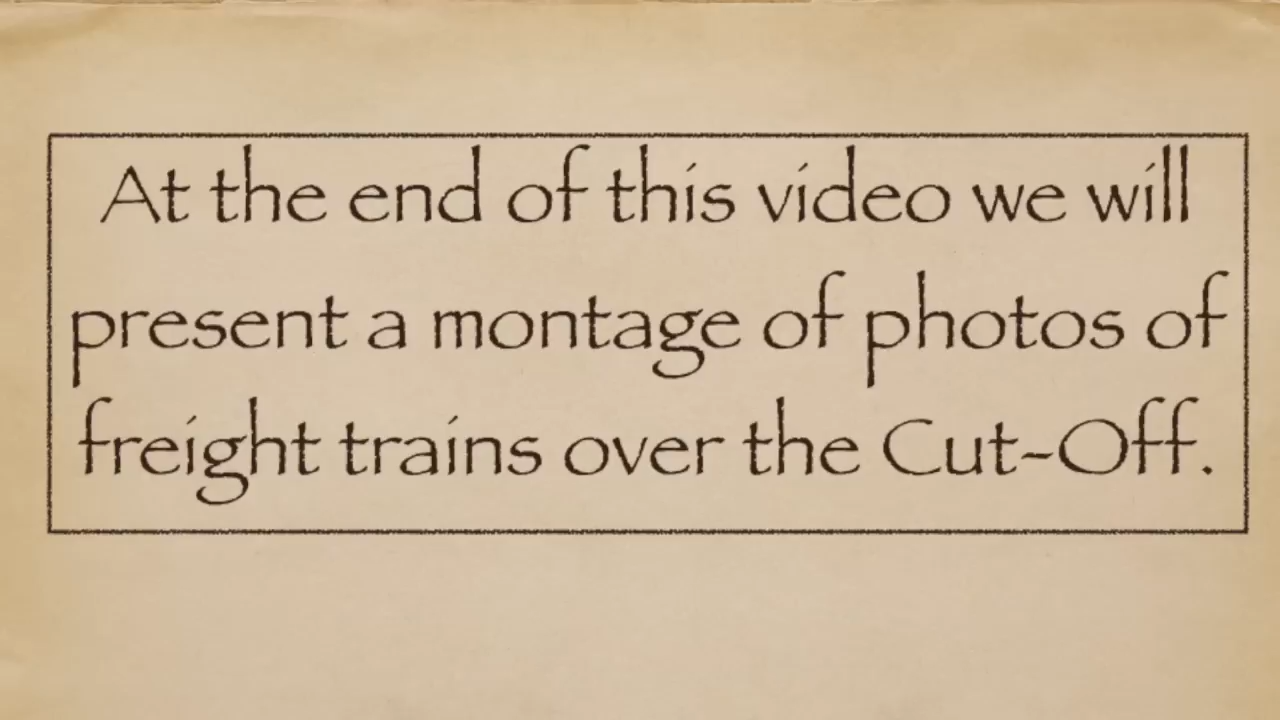 At the end of this video we will
present a montage of photos of
freight trains over the Cut-Off.